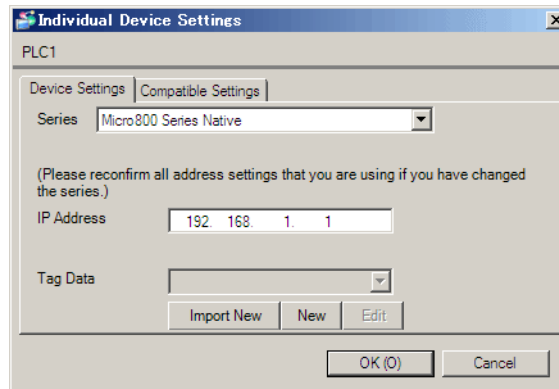 Individual Device Settings
PLC1
Device Settings Compatible Settings
Series Micro800 Series Native
(Please reconfirm all address settings that you are using if you have changed
the series.)
IP Address 192. 168. 1. 1
Tag Data
Import New New Edit
OK (O) Cancel